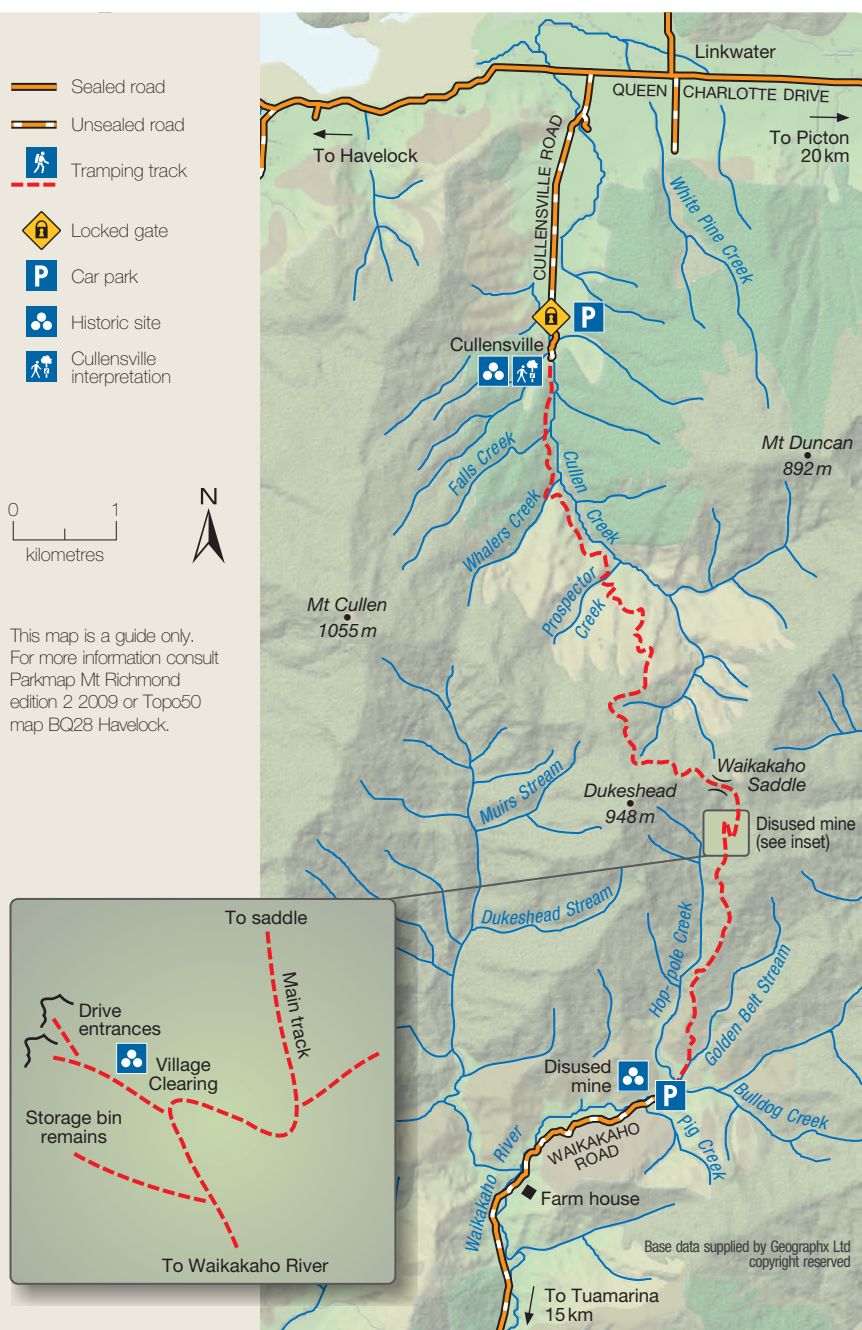 Sealed road
Unsealed road
Tramping track
Locked gate
P
Car park
Historic site
Cullensville
interpretation
0
1
kilometres
N
This map is a guide only.
For more information consult
Parkmap Mt Richmond
edition 2 2009 or Topo50
map BQ28 Havelock.
Linkwater
QUEEN CHARLOTTE DRIVE
To Havelock
To Picton
20 km
CULLENSVILLE ROAD
White Pine Creek
P
Cullensville
Mt Duncan
892 m
Falls Creek
Cullen
Creek
Whalers Creek
Prospector
Creek
Mt Cullen
1055 m
Waikakaho
Saddle
Muirs Stream
Dukeshead
948 m
Disused mine
(see inset)
Dukeshead Stream
Hop-pole Creek
Golden Belt Stream
Disused
mine
P
Bulldog Creek
Pig Creek
WAIKAKAHO
ROAD
Waikakaho River
Farm house
Base data supplied by Geographx Ltd
copyright reserved
To Tuamarina
15 km
To saddle
Main track
Drive
entrances
Village
Clearing
Storage bin
remains
To Waikakaho River